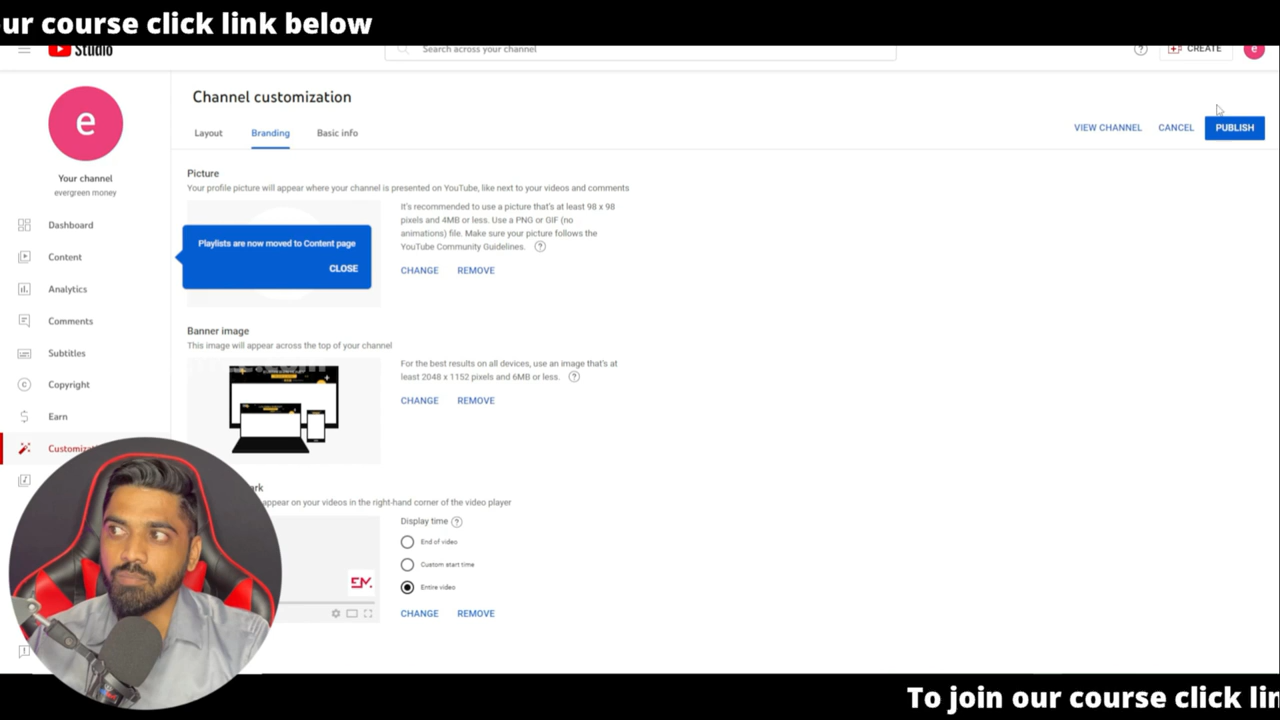 ur course click link below
Studio
Search across your channel
CREATE
e
e
Channel customization
Layout
Branding
Basic info
VIEW CHANNEL
CANCEL
PUBLISH
Your channel
evergreen money
Dashboard
Content
Analytics
Comments
Subtitles
Copyright
Earn
Customiz
Picture
Your profile picture will appear where your channel is presented on YouTube, like next to your videos and comments
It's recommended to use a picture that's at least 98 x 98
pixels and 4MB or less. Use a PNG or GIF (no
animations) file. Make sure your picture follows the
YouTube Community Guidelines.
CHANGE
REMOVE
Playlists are now moved to Content page
CLOSE
Banner image
This image will appear across the top of your channel
For the best results on all devices, use an image that's at
least 2048 x 1152 pixels and 6MB or less.
CHANGE
REMOVE
rk
appear on your videos in the right-hand corner of the video player
Display time
End of video
Custom start time
Entire video
EM.
CHANGE
REMOVE
To join our course click lin